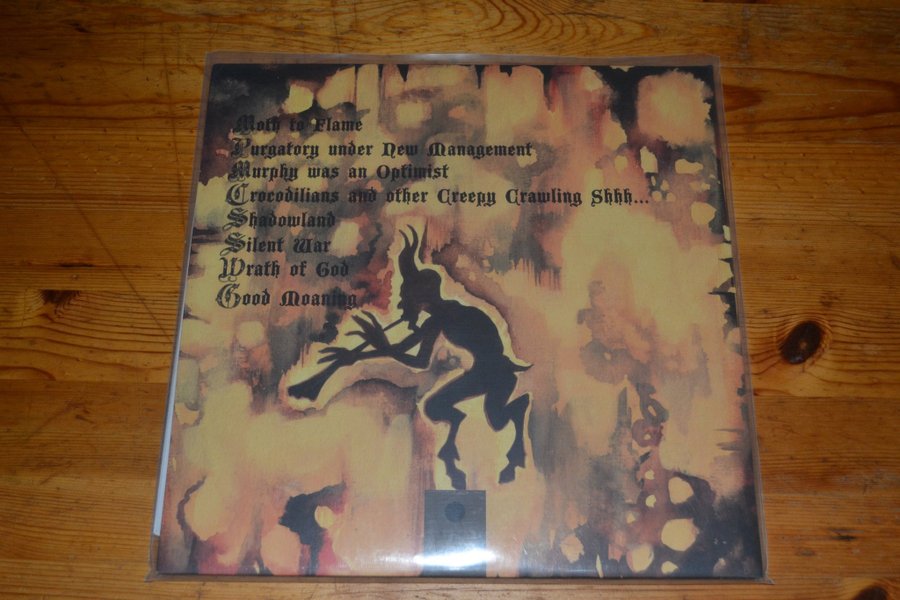 Moth to Flame
Purgatory under New Management
Murphy was an Optimist
Crocodilians and other Creepy Crawling Shhh...
Shadowland
Silent War
Wrath of God
Good Moaning